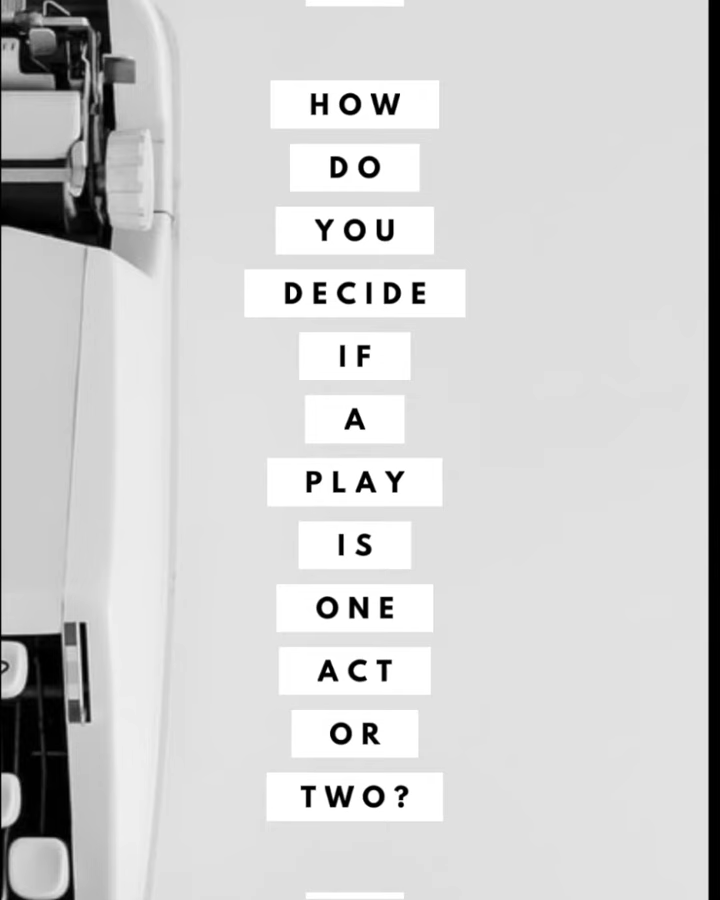 HOW
DO
YOU
DECIDE
IF
A
PLAY
IS
ONE
ACT
OR
TWO?